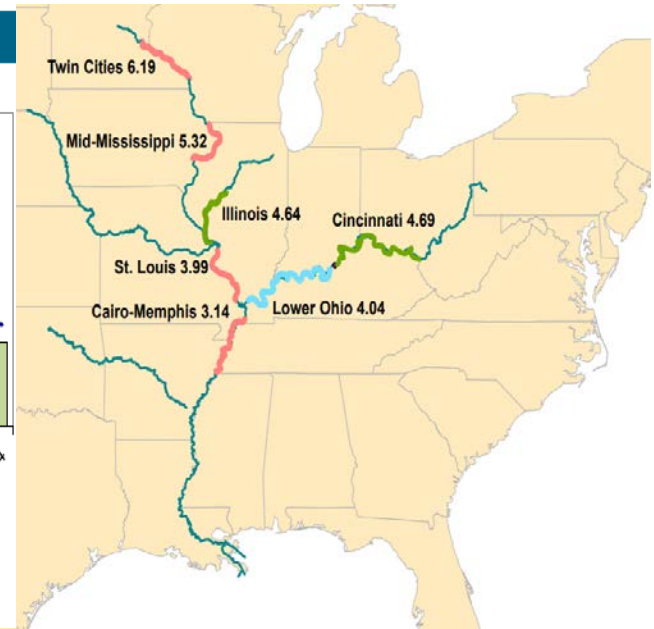 Twin Cities 6.19
Mid-Mississippi 5.32
Illinois 4.64
Cincinnati 4.69
St. Louis 3.99
Cairo-Memphis 3.14
Lower Ohio 4.04